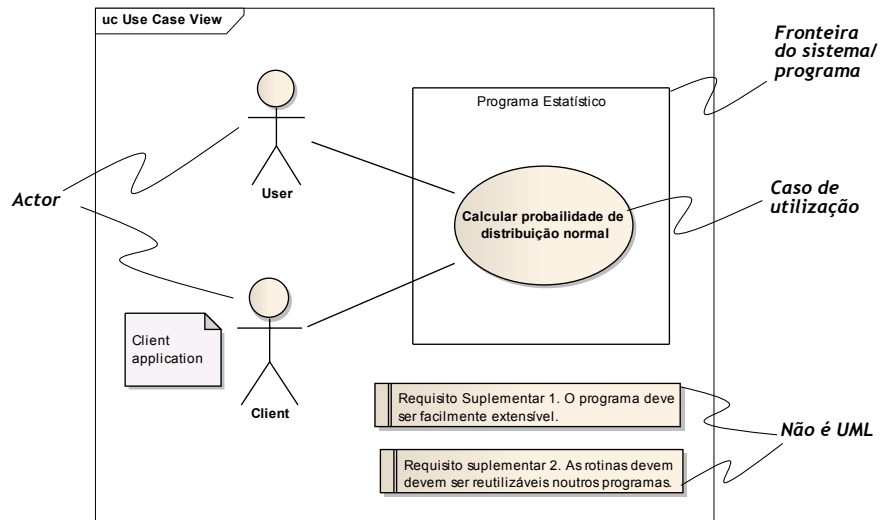 uc Use Case View
Fronteira
do sistema/
programa
Programa Estatístico
User
Actor
Calcular probailidade de
distribuição normal
Caso de
utilização
Client
application
Client
Requisito Suplementar 1. O programa deve
ser facilmente extensível.
Não é UML
Requisito suplementar 2. As rotinas devem
devem ser reutilizáveis noutros programas.